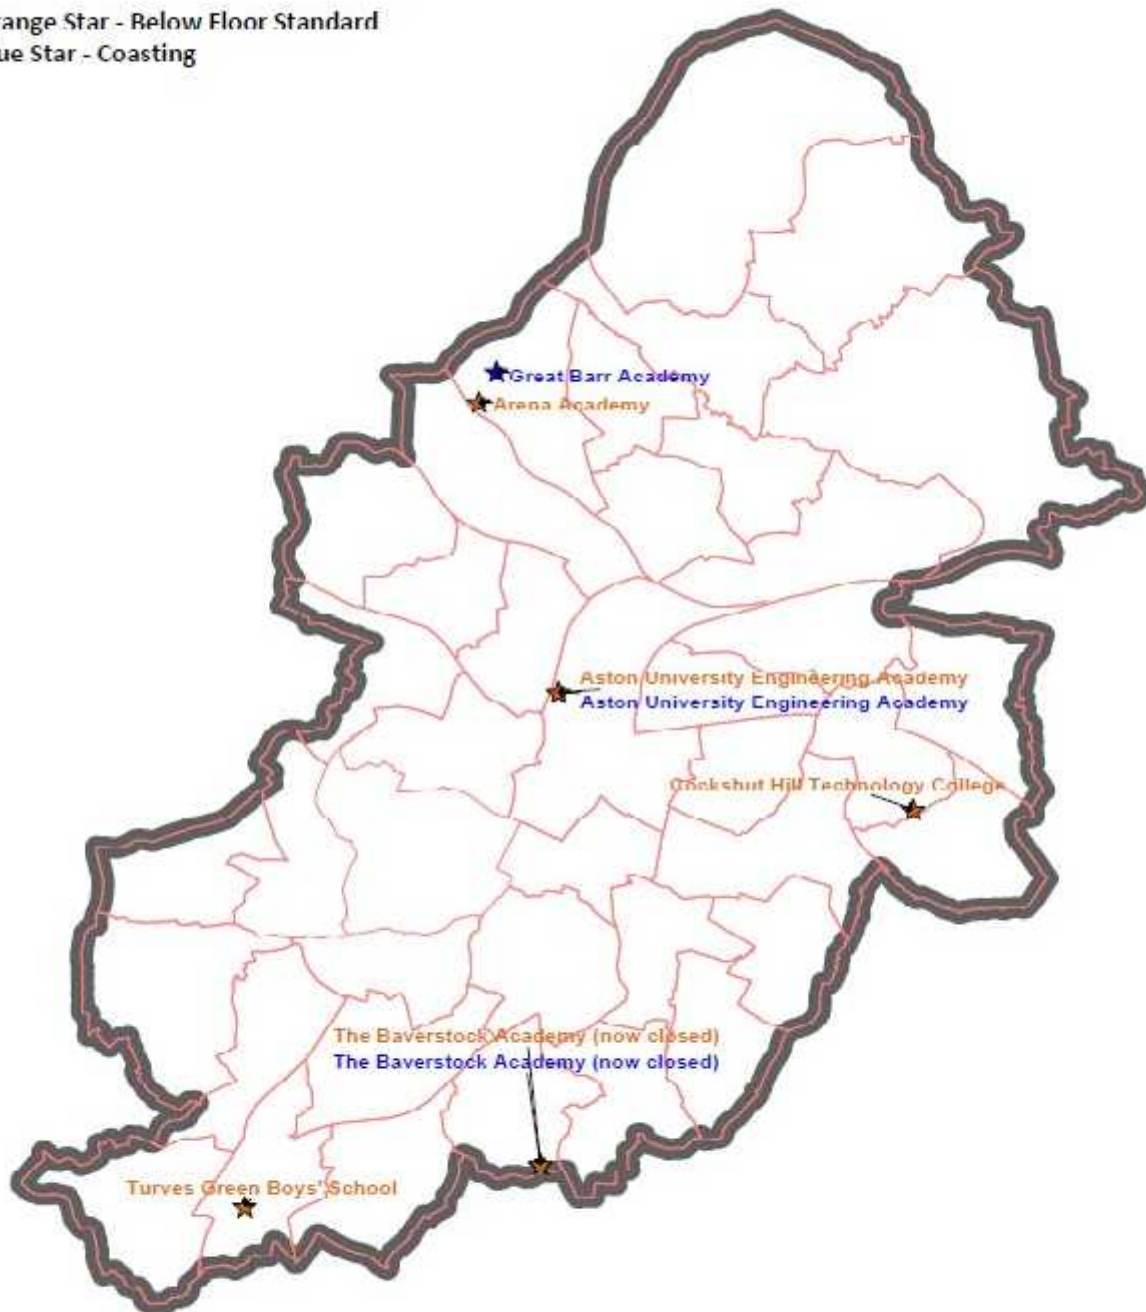 ange Star - Below Floor Standard
ue Star - Coasting
Great Barr Academy
Arena Academy
Aston University Engineering Academy
Aston University Engineering Academy
Cockshut Hill Technology College
The Baverstock Academy (now closed)
The Baverstock Academy (now closed)
Turves Green Boys' School